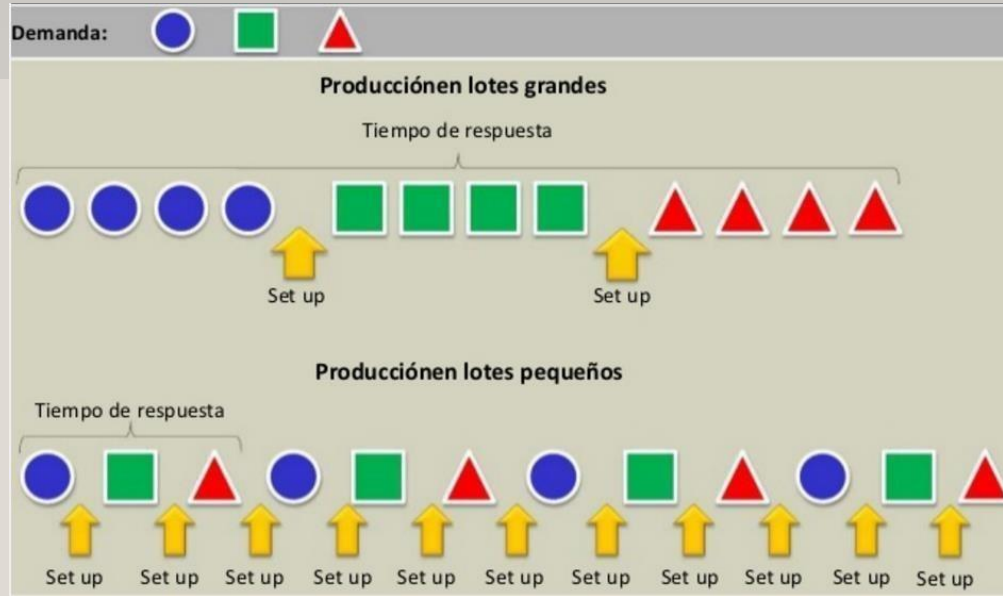 Demanda:
Producciónen lotes grandes
Tiempo de respuesta
Set up
Set up
Producciónen lotes pequeños
Tiempo de respuesta
Set up
Set up
Set up
Set up
Set up
Set up
Set up
Set up
Set up
Set up
Set up